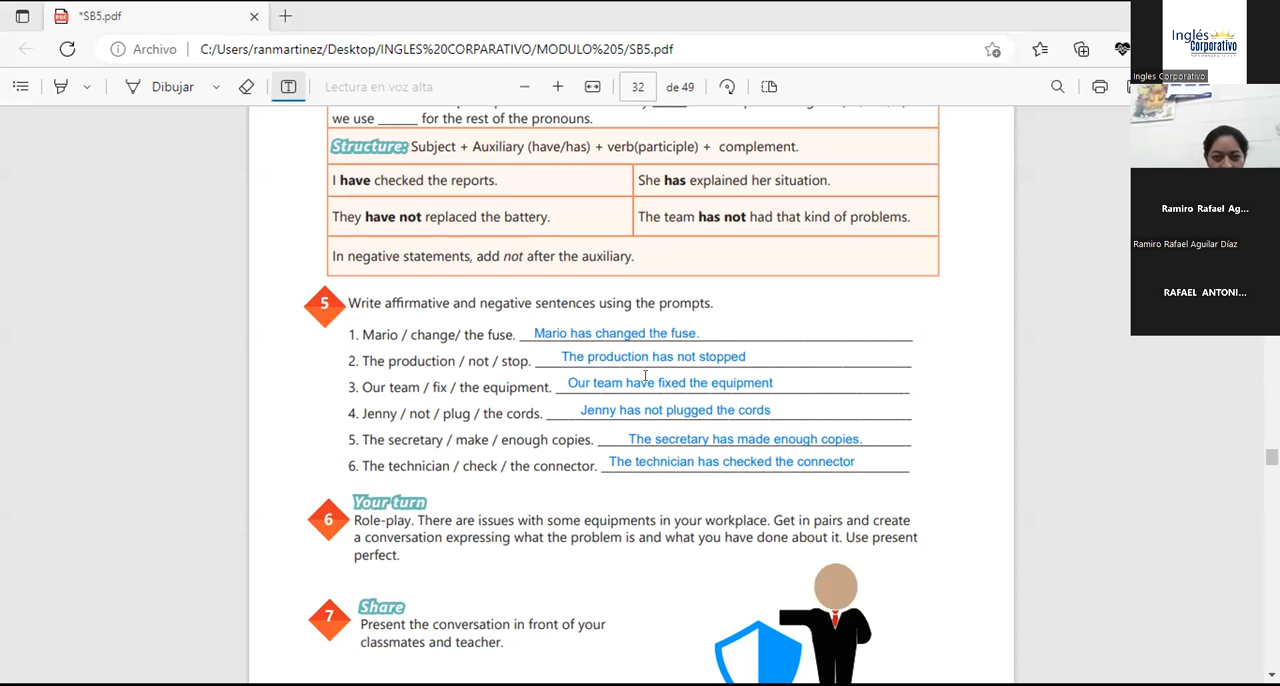 *SB5.pdf
Archivo C:/Users/ranmartinez/Desktop/INGLES%20CORPARATIVO/MODULO%205/SB5.pdf
Dibujar Lectura en voz alta 32 de 49
Inglés
Corporativo
Ingles Corporativo
Ramiro Rafael Ag...
Ramiro Rafael Aguilar Díaz
RAFAEL ANTONI...
we use ______ for the rest of the pronouns.
Structure: Subject + Auxiliary (have/has) + verb(participle) + complement.
I have checked the reports. She has explained her situation.
They have not replaced the battery. The team has not had that kind of problems.
In negative statements, add not after the auxiliary.
5 Write affirmative and negative sentences using the prompts.
1. Mario / change/ the fuse. Mario has changed the fuse.
2. The production / not / stop. The production has not stopped
3. Our team / fix / the equipment. Our team have fixed the equipment
4. Jenny / not / plug / the cords. Jenny has not plugged the cords
5. The secretary / make / enough copies. The secretary has made enough copies.
6. The technician / check / the connector. The technician has checked the connector
6 Your turn
Role-play. There are issues with some equipments in your workplace. Get in pairs and create
a conversation expressing what the problem is and what you have done about it. Use present
perfect.
7 Share
Present the conversation in front of your
classmates and teacher.